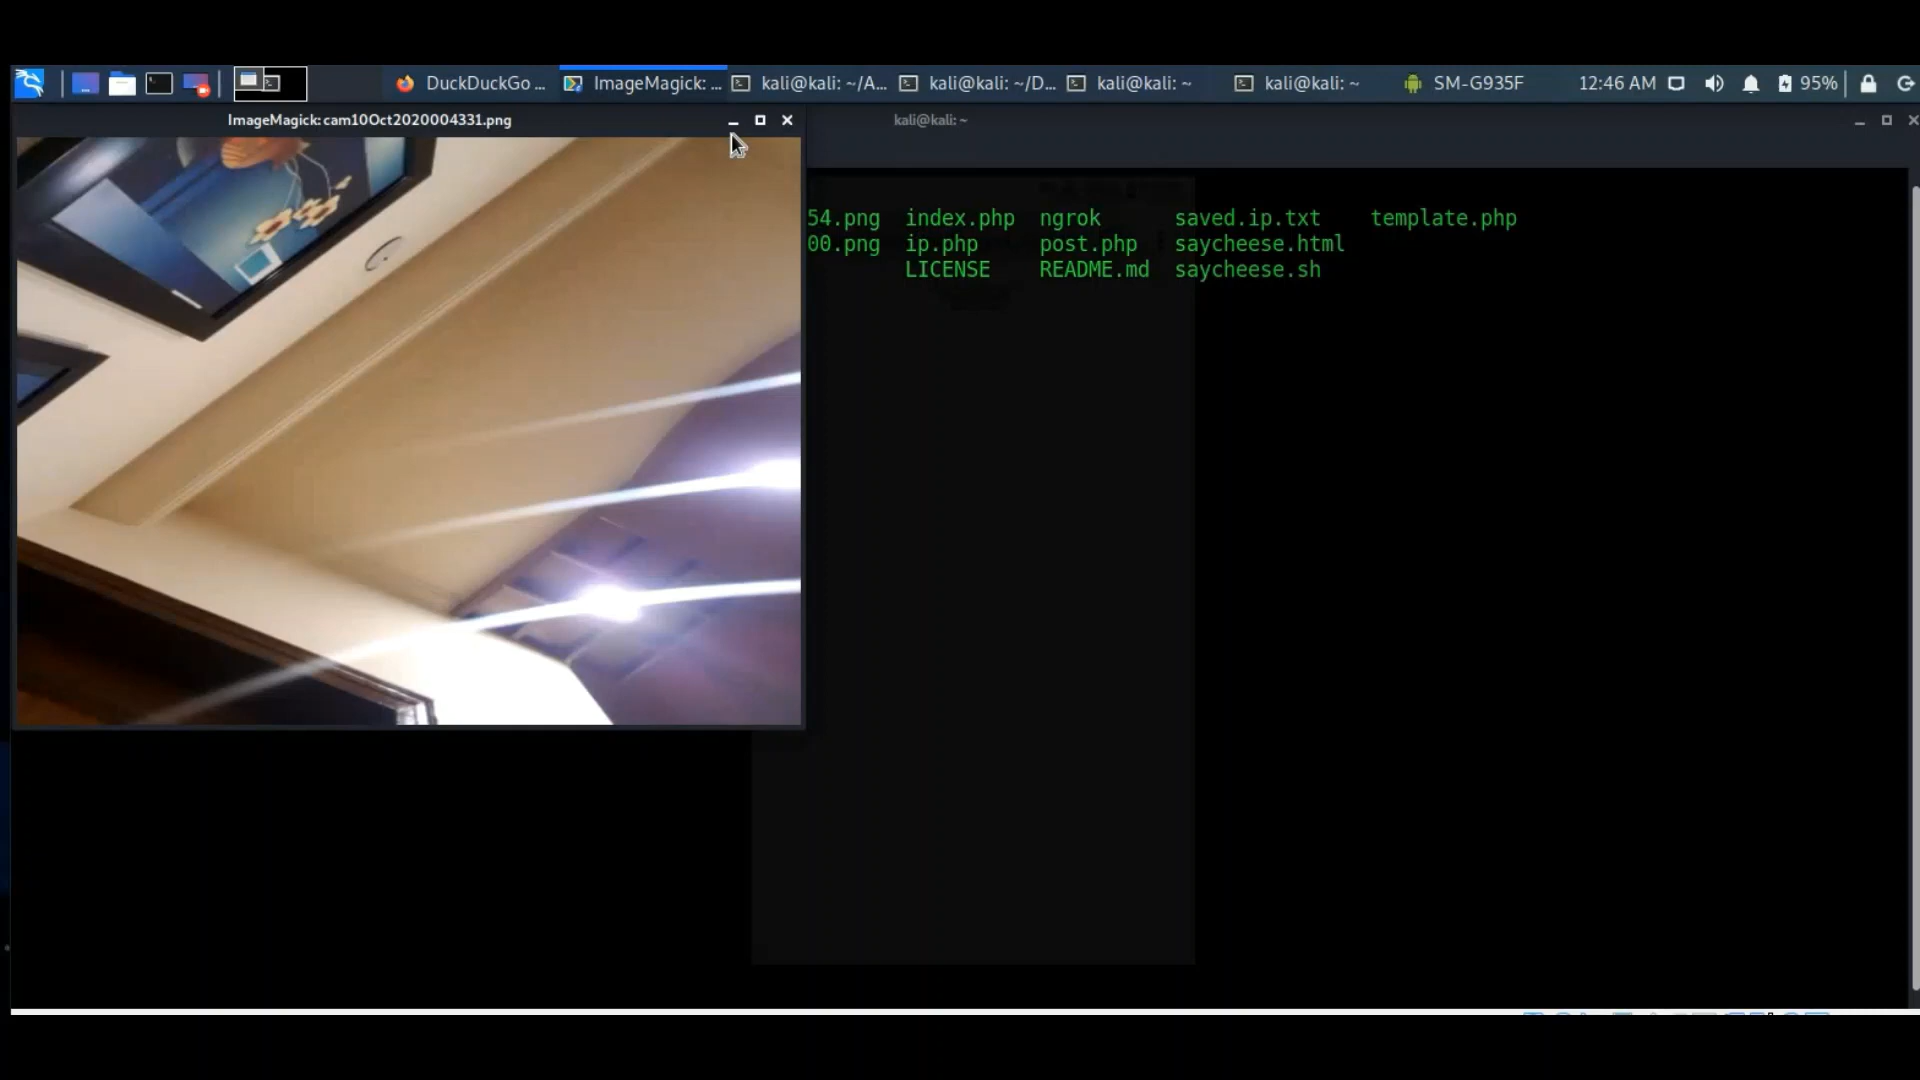 DuckDuckGo ... ImageMagick: ... kali@kali: ~/A... kali@kali: ~/D... kali@kali: ~ kali@kali: ~ SM-G935F 12:46 AM 95%
ImageMagick: cam10Oct2020004331.png
kali@kali: ~
54.png index.php ngrok saved.ip.txt template.php
00.png ip.php post.php saycheese.html
LICENSE README.md saycheese.sh